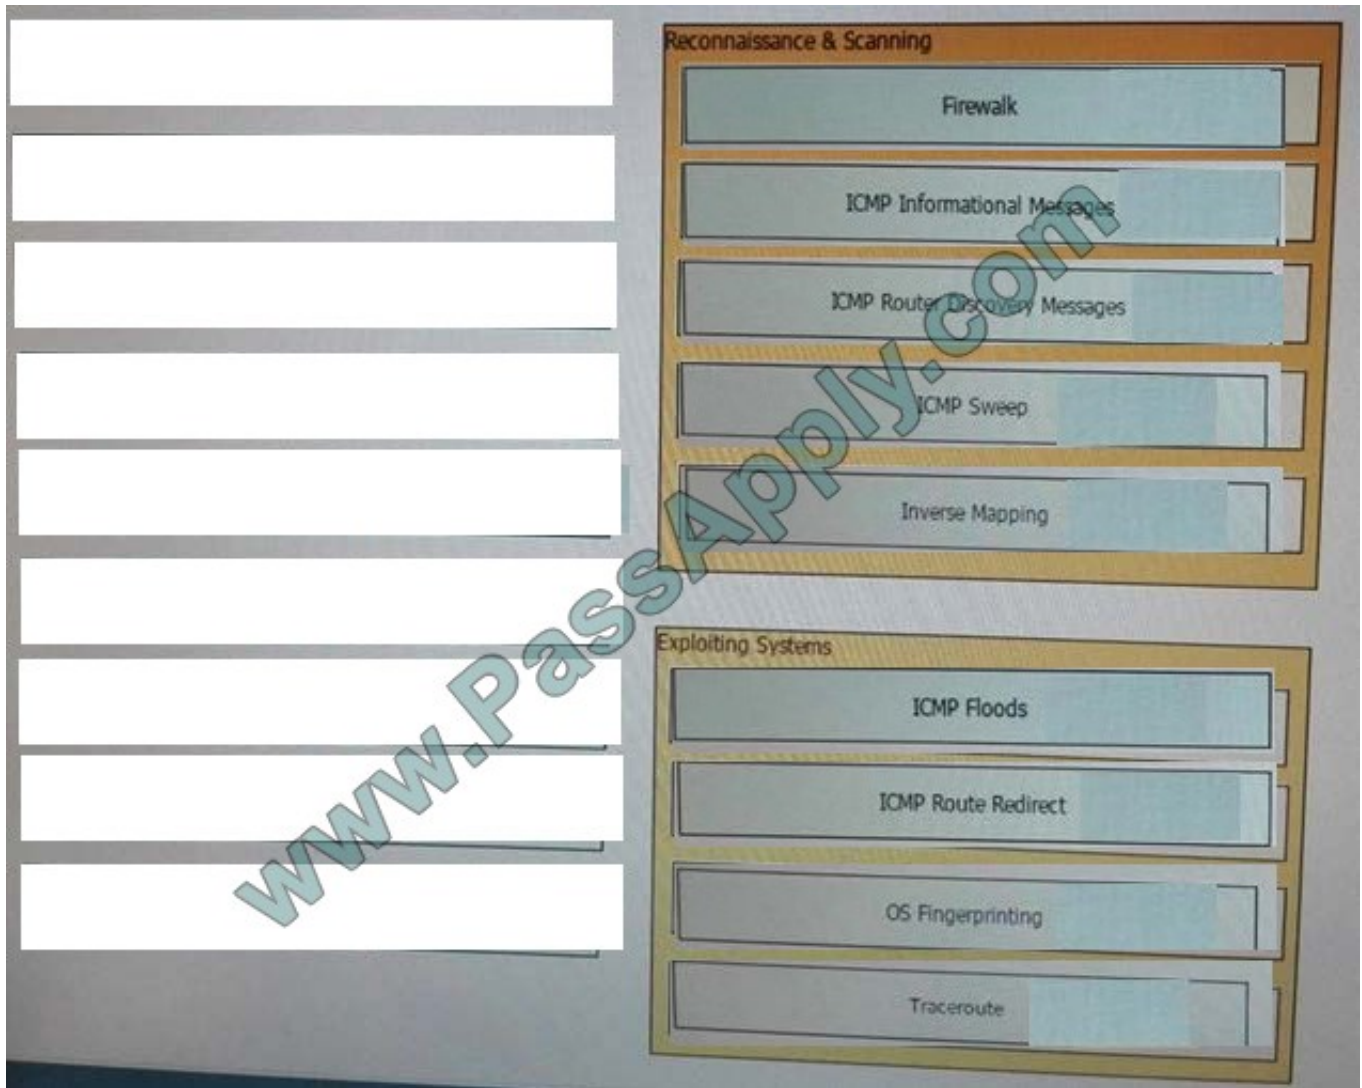 Reconnaissance & Scanning
Firewalk
ICMP Informational Messages
ICMP Router Discovery Messages
ICMP Sweep
Inverse Mapping
Exploiting Systems
ICMP Floods
ICMP Route Redirect
OS Fingerprinting
Traceroute
www.PassApply.com